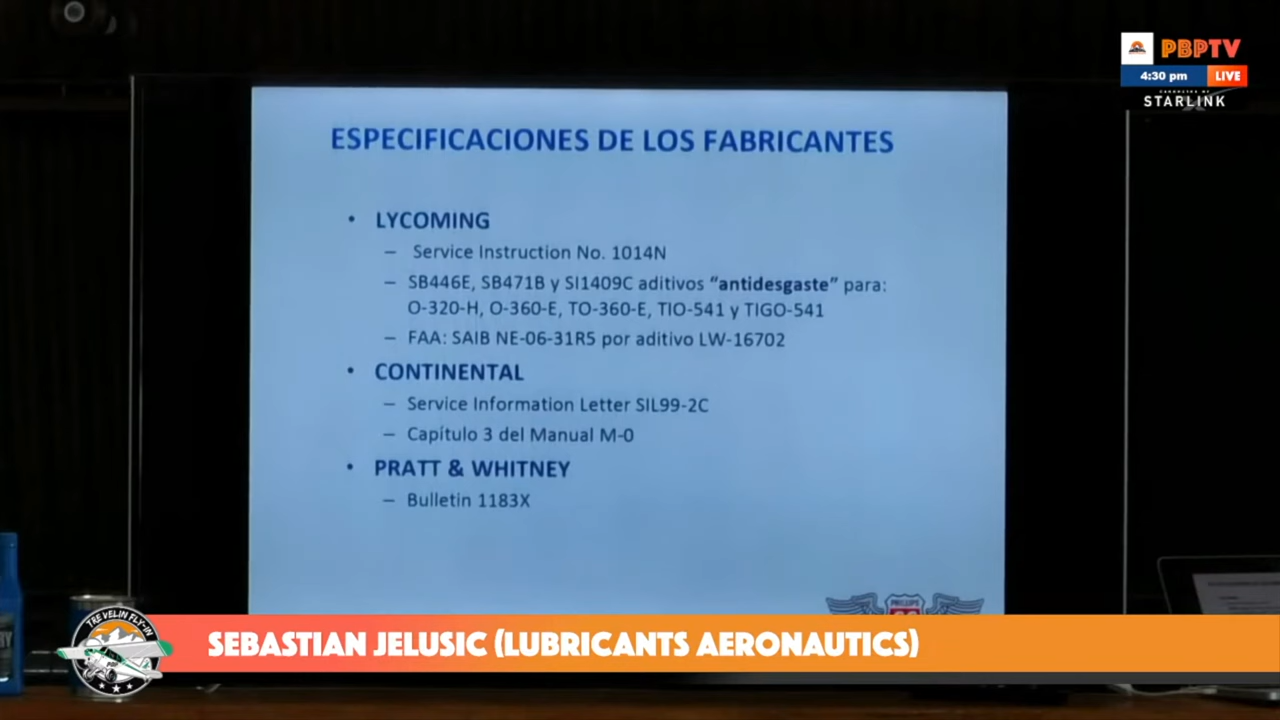 PBPTV
4:30 pm LIVE
STARLINK
ESPECIFICACIONES DE LOS FABRICANTES
• LYCOMING
– Service Instruction No. 1014N
– SB446E, SB471B y SI1409C aditivos “antidesgaste” para:
O-320-H, O-360-E, TO-360-E, TIO-541 y TIGO-541
– FAA: SAIB NE-06-31R5 por aditivo LW-16702
• CONTINENTAL
– Service Information Letter SIL99-2C
– Capítulo 3 del Manual M-0
• PRATT & WHITNEY
– Bulletin 1183X
PHILLIPS
66
TREVELIN FLY-IN
SEBASTIAN JELUSIC (LUBRICANTS AERONAUTICS)